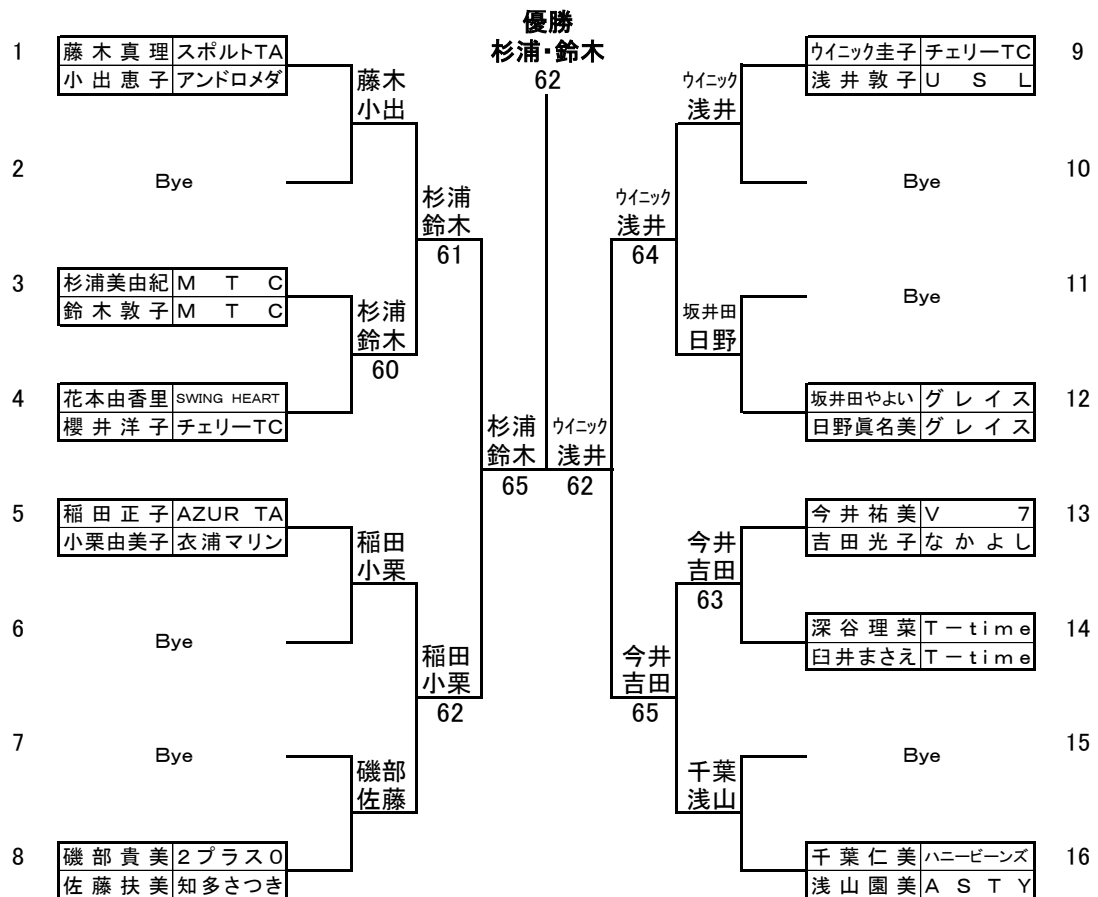 優勝
杉浦・鈴木
62
1
藤木真理 スポルトTA
小出恵子 アンドロメダ
藤木
小出
2
Bye
杉浦
鈴木
61
3
杉浦美由紀 MTC
鈴木敦子 MTC
杉浦
鈴木
60
4
花本由香里 SWING HEART
櫻井洋子 チェリーTC
杉浦
鈴木
65
5
稲田正子 AZUR TA
小栗由美子 衣浦マリン
稲田
小栗
6
Bye
稲田
小栗
62
7
Bye
磯部
佐藤
8
磯部貴美 2プラス0
佐藤扶美 知多さつき
ウイニック圭子 チェリーTC
浅井敦子 USL
9
ウイニック
浅井
Bye
10
ウイニック
浅井
64
Bye
11
坂井田
日野
坂井田やよい グレイス
日野眞名美 グレイス
12
ウイニック
浅井
62
今井祐美 V7
吉田光子 なかよし
13
今井
吉田
63
深谷理菜 T-time
臼井まさえ T-time
14
今井
吉田
65
Bye
15
千葉
浅山
千葉仁美 ハニービーンズ
浅山園美 ASTY
16